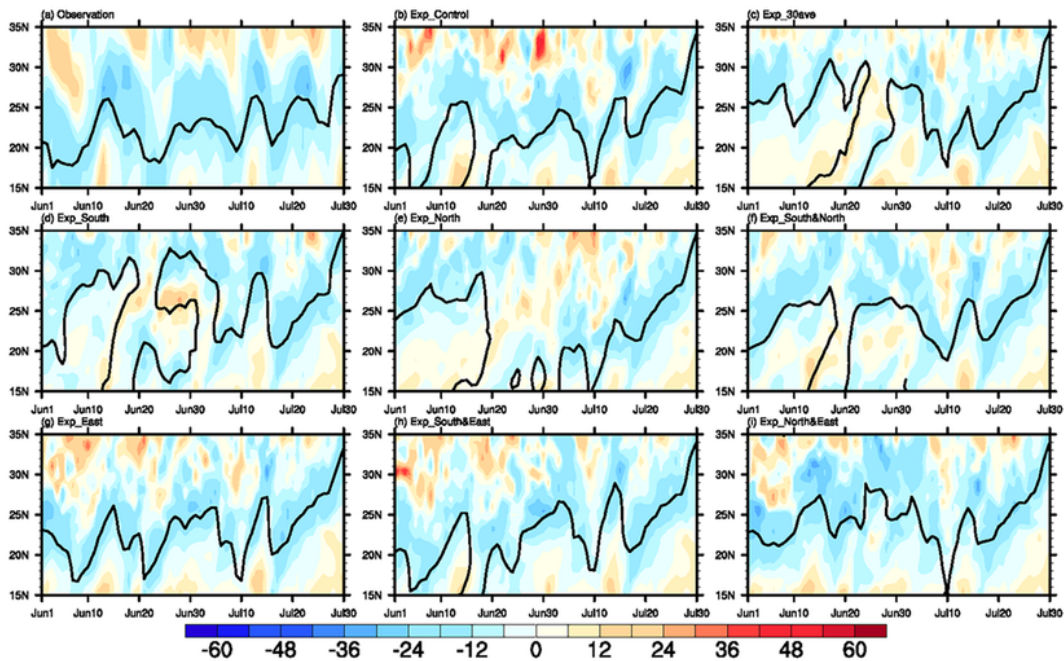 (a) Observation (b) Exp_Control (c) Exp_30ave
35N 35N 35N
30N 30N 30N
25N 25N 25N
20N 20N 20N
15N 15N 15N
Jun1 Jun10 Jun20 Jun30 Jul10 Jul20 Jul30 Jun1 Jun10 Jun20 Jun30 Jul10 Jul20 Jul30 Jun1 Jun10 Jun20 Jun30 Jul10 Jul20 Jul30
(d) Exp_South (e) Exp_North (f) Exp_South&North
35N 35N 35N
30N 30N 30N
25N 25N 25N
20N 20N 20N
15N 15N 15N
Jun1 Jun10 Jun20 Jun30 Jul10 Jul20 Jul30 Jun1 Jun10 Jun20 Jun30 Jul10 Jul20 Jul30 Jun1 Jun10 Jun20 Jun30 Jul10 Jul20 Jul30
(g) Exp_East (h) Exp_South&East (i) Exp_North&East
35N 35N 35N
30N 30N 30N
25N 25N 25N
20N 20N 20N
15N 15N 15N
Jun1 Jun10 Jun20 Jun30 Jul10 Jul20 Jul30 Jun1 Jun10 Jun20 Jun30 Jul10 Jul20 Jul30 Jun1 Jun10 Jun20 Jun30 Jul10 Jul20 Jul30
-60 -48 -36 -24 -12 0 12 24 36 48 60